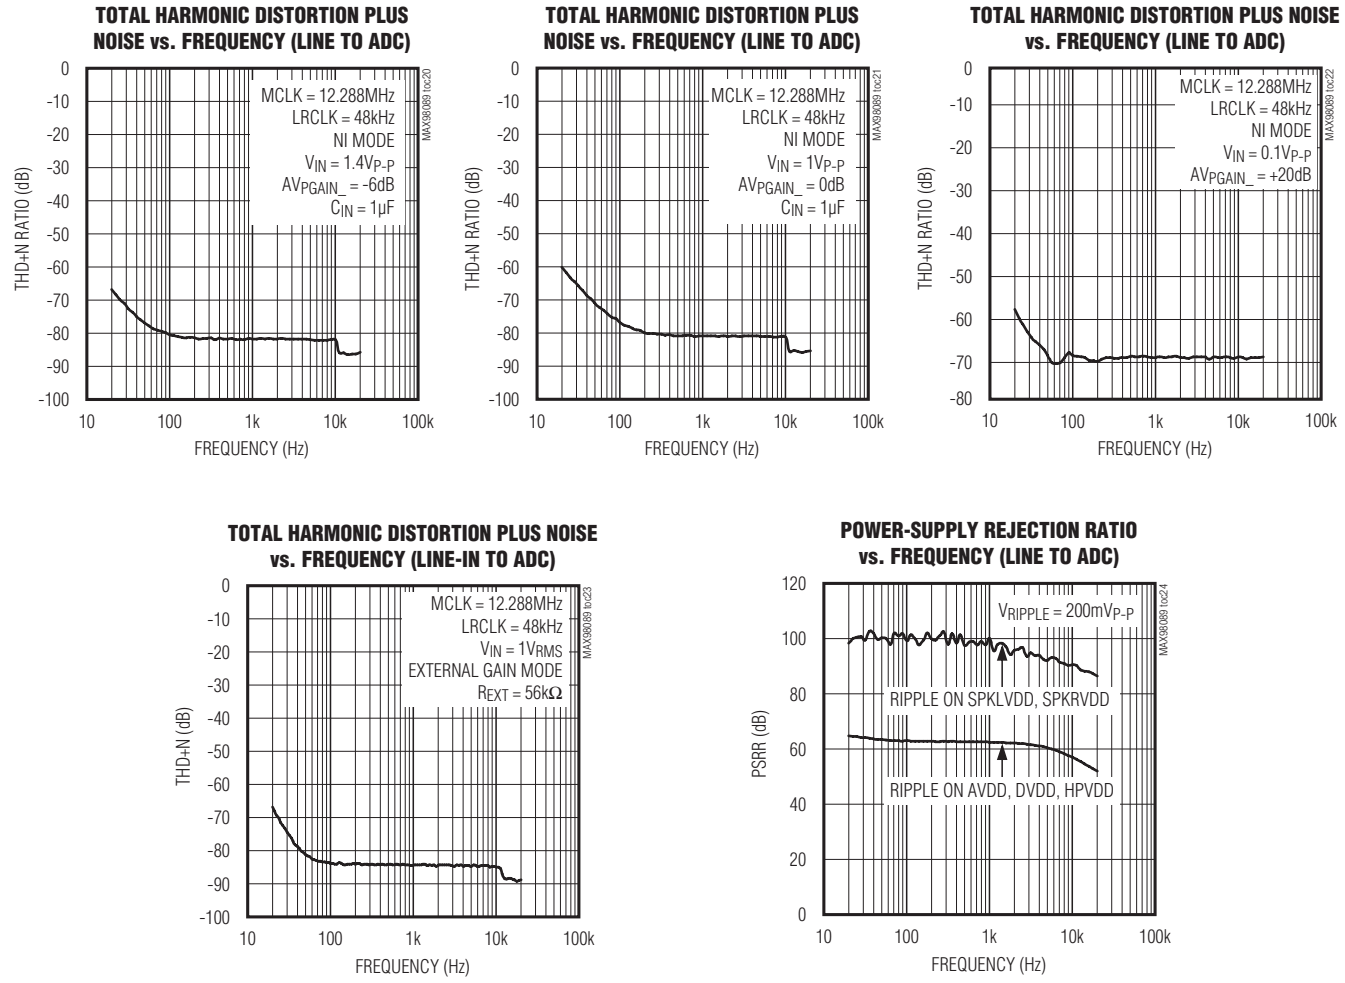 TOTAL HARMONIC DISTORTION PLUS
NOISE vs. FREQUENCY (LINE TO ADC)
0
-10
-20
-30
-40
-50
-60
-70
-80
-90
-100
THD+N RATIO (dB)
MCLK = 12.288MHz
LRCLK = 48kHz
NI MODE
VIN = 1.4VP-P
AVPGAIN_ = -6dB
CIN = 1µF
MAX98089 toc20
10
100
1k
10k
100k
FREQUENCY (Hz)
TOTAL HARMONIC DISTORTION PLUS
NOISE vs. FREQUENCY (LINE TO ADC)
0
-10
-20
-30
-40
-50
-60
-70
-80
-90
-100
THD+N RATIO (dB)
MCLK = 12.288MHz
LRCLK = 48kHz
NI MODE
VIN = 1VP-P
AVPGAIN_ = 0dB
CIN = 1µF
MAX98089 toc21
10
100
1k
10k
100k
FREQUENCY (Hz)
TOTAL HARMONIC DISTORTION PLUS NOISE
vs. FREQUENCY (LINE TO ADC)
0
-10
-20
-30
-40
-50
-60
-70
-80
THD+N RATIO (dB)
MCLK = 12.288MHz
LRCLK = 48kHz
NI MODE
VIN = 0.1VP-P
AVPGAIN_ = +20dB
MAX98089 toc22
10
100
1k
10k
100k
FREQUENCY (Hz)
TOTAL HARMONIC DISTORTION PLUS NOISE
vs. FREQUENCY (LINE-IN TO ADC)
0
-10
-20
-30
-40
-50
-60
-70
-80
-90
-100
THD+N (dB)
MCLK = 12.288MHz
LRCLK = 48kHz
VIN = 1VRMS
EXTERNAL GAIN MODE
REXT = 56kΩ
MAX98089 toc23
10
100
1k
10k
100k
FREQUENCY (Hz)
POWER-SUPPLY REJECTION RATIO
vs. FREQUENCY (LINE TO ADC)
120
100
80
60
40
20
0
PSRR (dB)
VRIPPLE = 200mVP-P
RIPPLE ON SPKLVDD, SPKRVDD
RIPPLE ON AVDD, DVDD, HPVDD
MAX98089 toc24
10
100
1k
10k
100k
FREQUENCY (Hz)